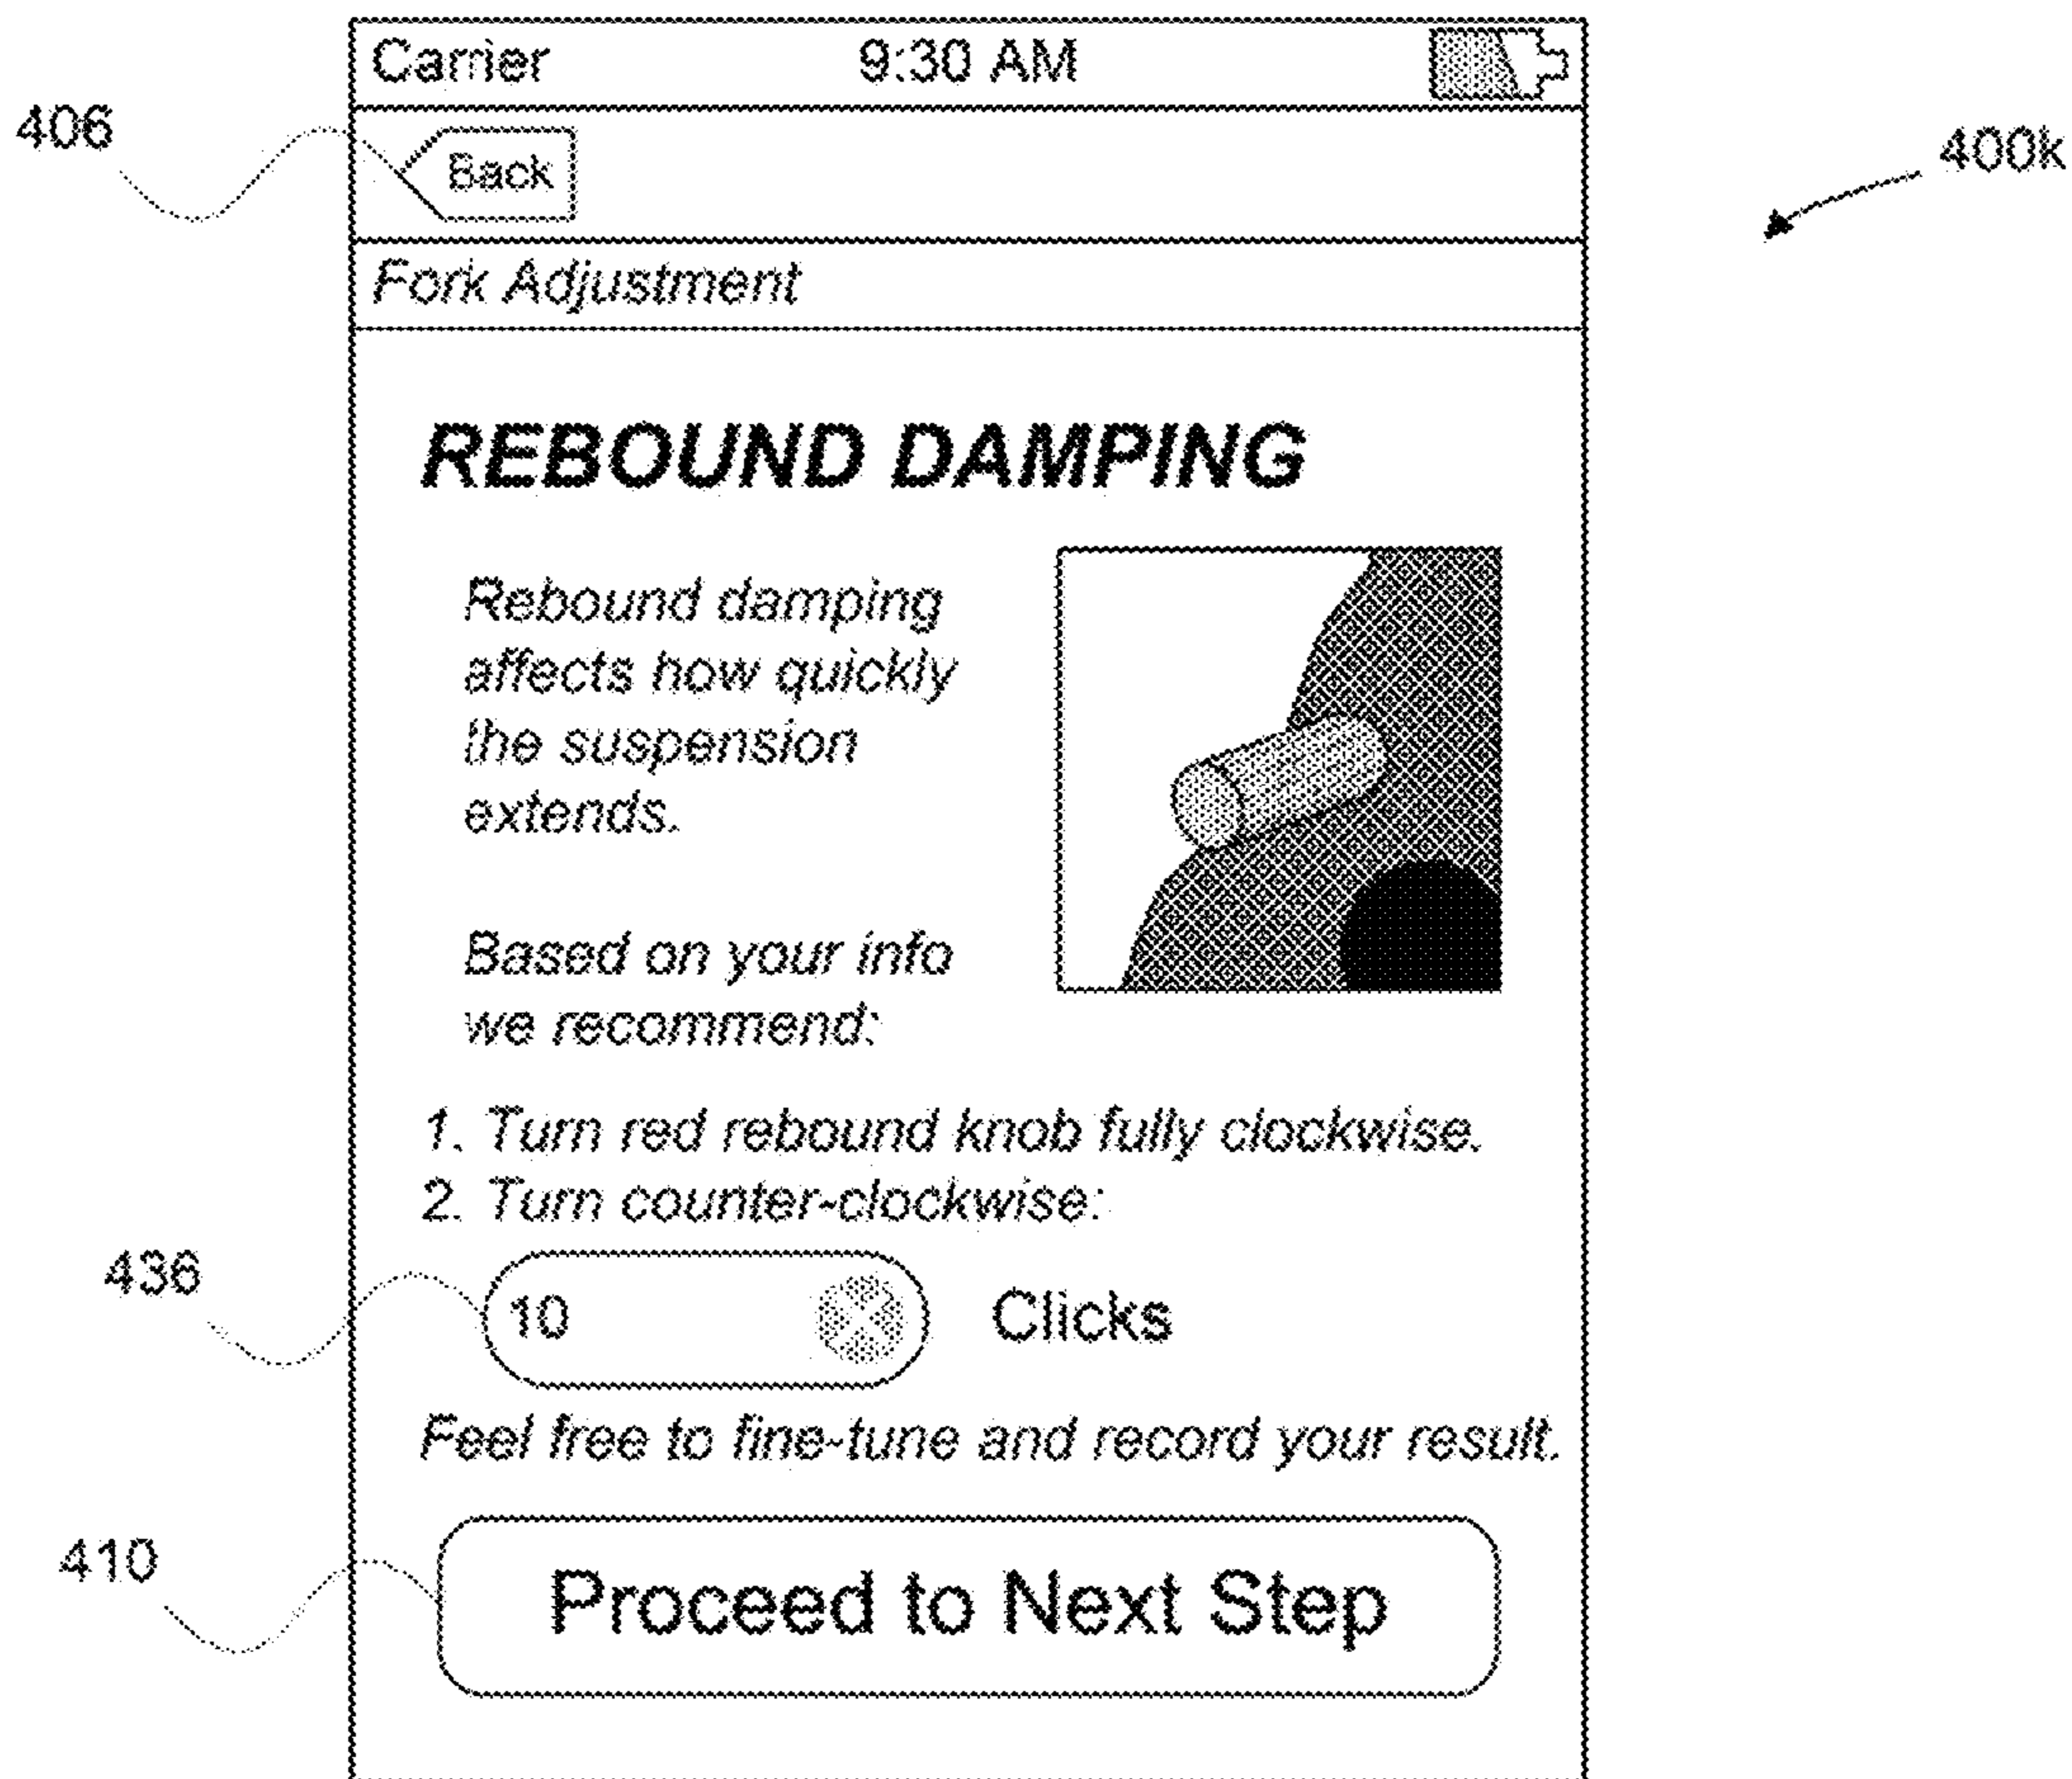 Carrier 9:30 AM
406
Back
400k
Fork Adjustment
REBOUND DAMPING
Rebound damping
affects how quickly
the suspension
extends.
Based on your info
we recommend:
1. Turn red rebound knob fully clockwise.
2. Turn counter-clockwise:
436
10 Clicks
Feel free to fine-tune and record your result.
410
Proceed to Next Step